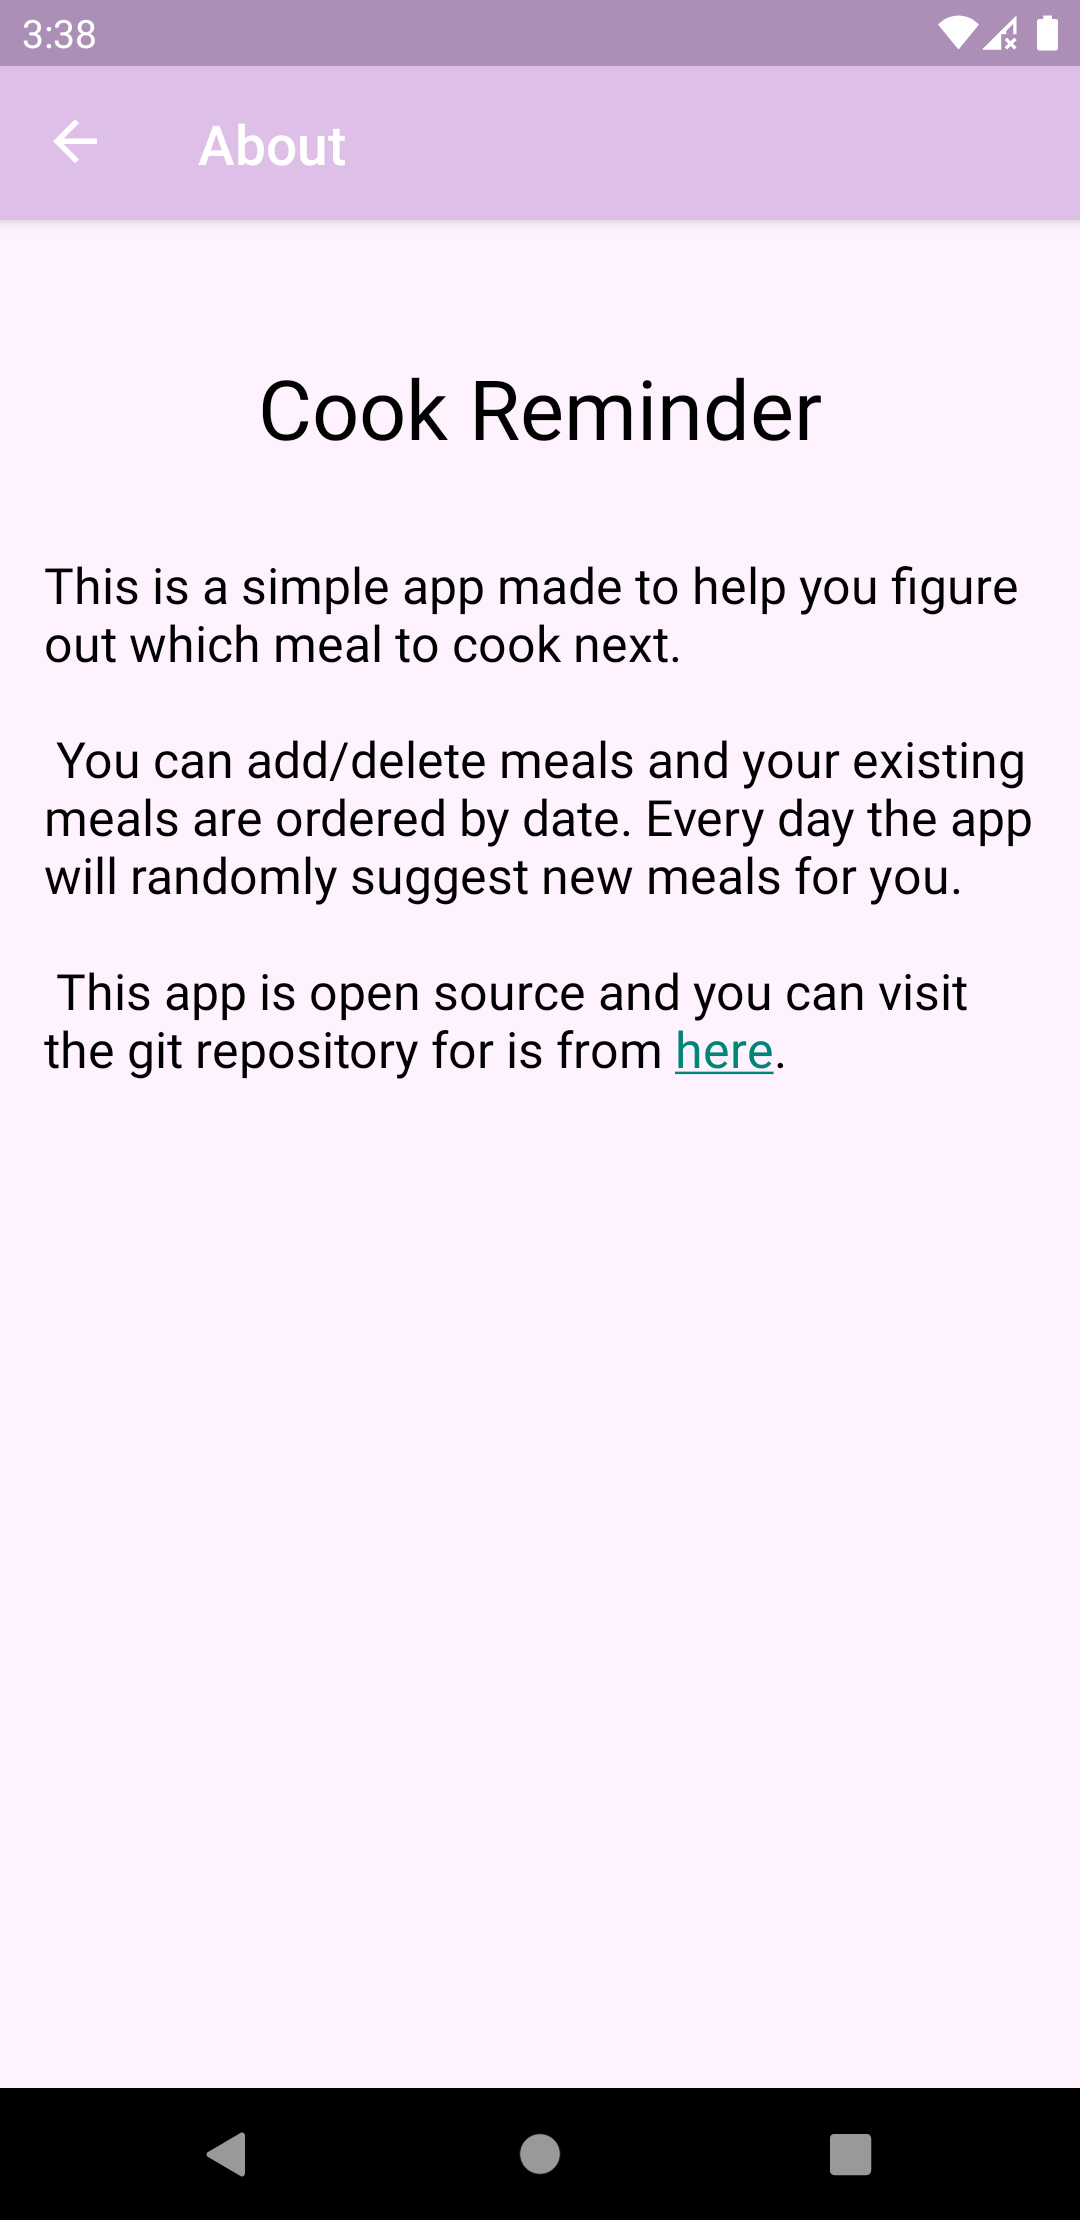 3:38
About
Cook Reminder
This is a simple app made to help you figure
out which meal to cook next.
You can add/delete meals and your existing
meals are ordered by date. Every day the app
will randomly suggest new meals for you.
This app is open source and you can visit
the git repository for is from here.